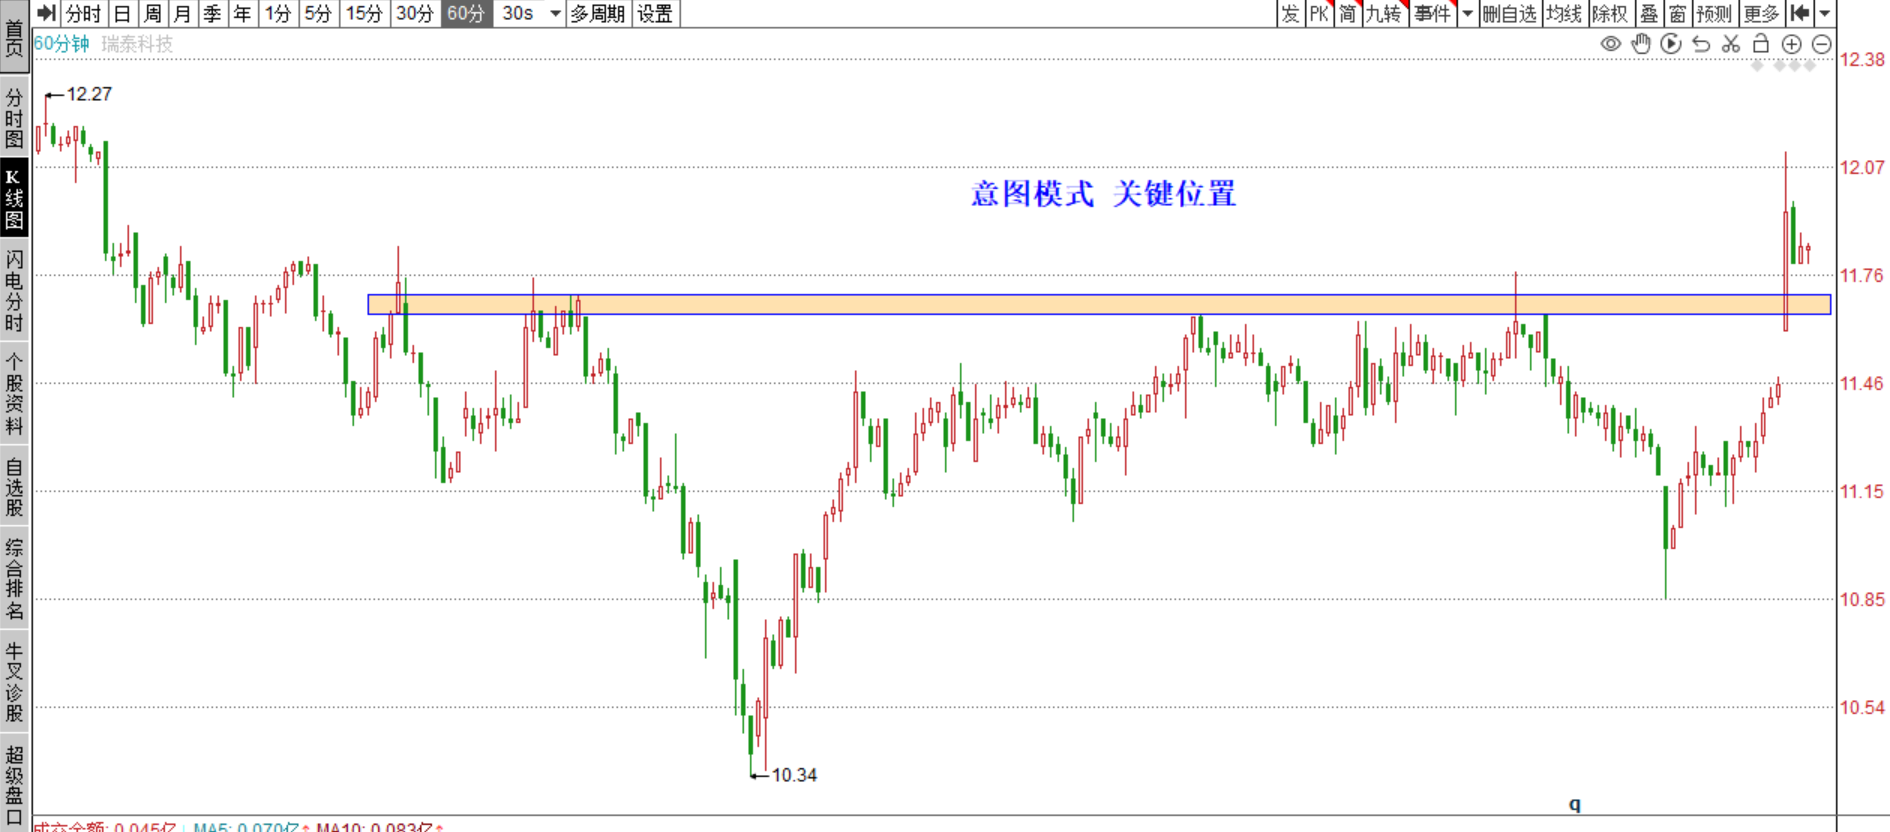 分时 日 周 月 季 年 1分 5分 15分 30分 60分 30s 多周期 设置 发 PK 简 九转 事件 删自选 均线 除权 叠 窗 预测 更多
首页
分时图
K线图
闪电分时
个股资料
自选股
综合排名
牛叉诊股
超级盘口
60分钟 瑞泰科技
12.38
12.27
12.07
意图模式 关键位置
11.76
11.46
11.15
10.85
10.54
10.34
q
成交金额: 0.045亿 MA5: 0.070亿↑ MA10: 0.083亿↑